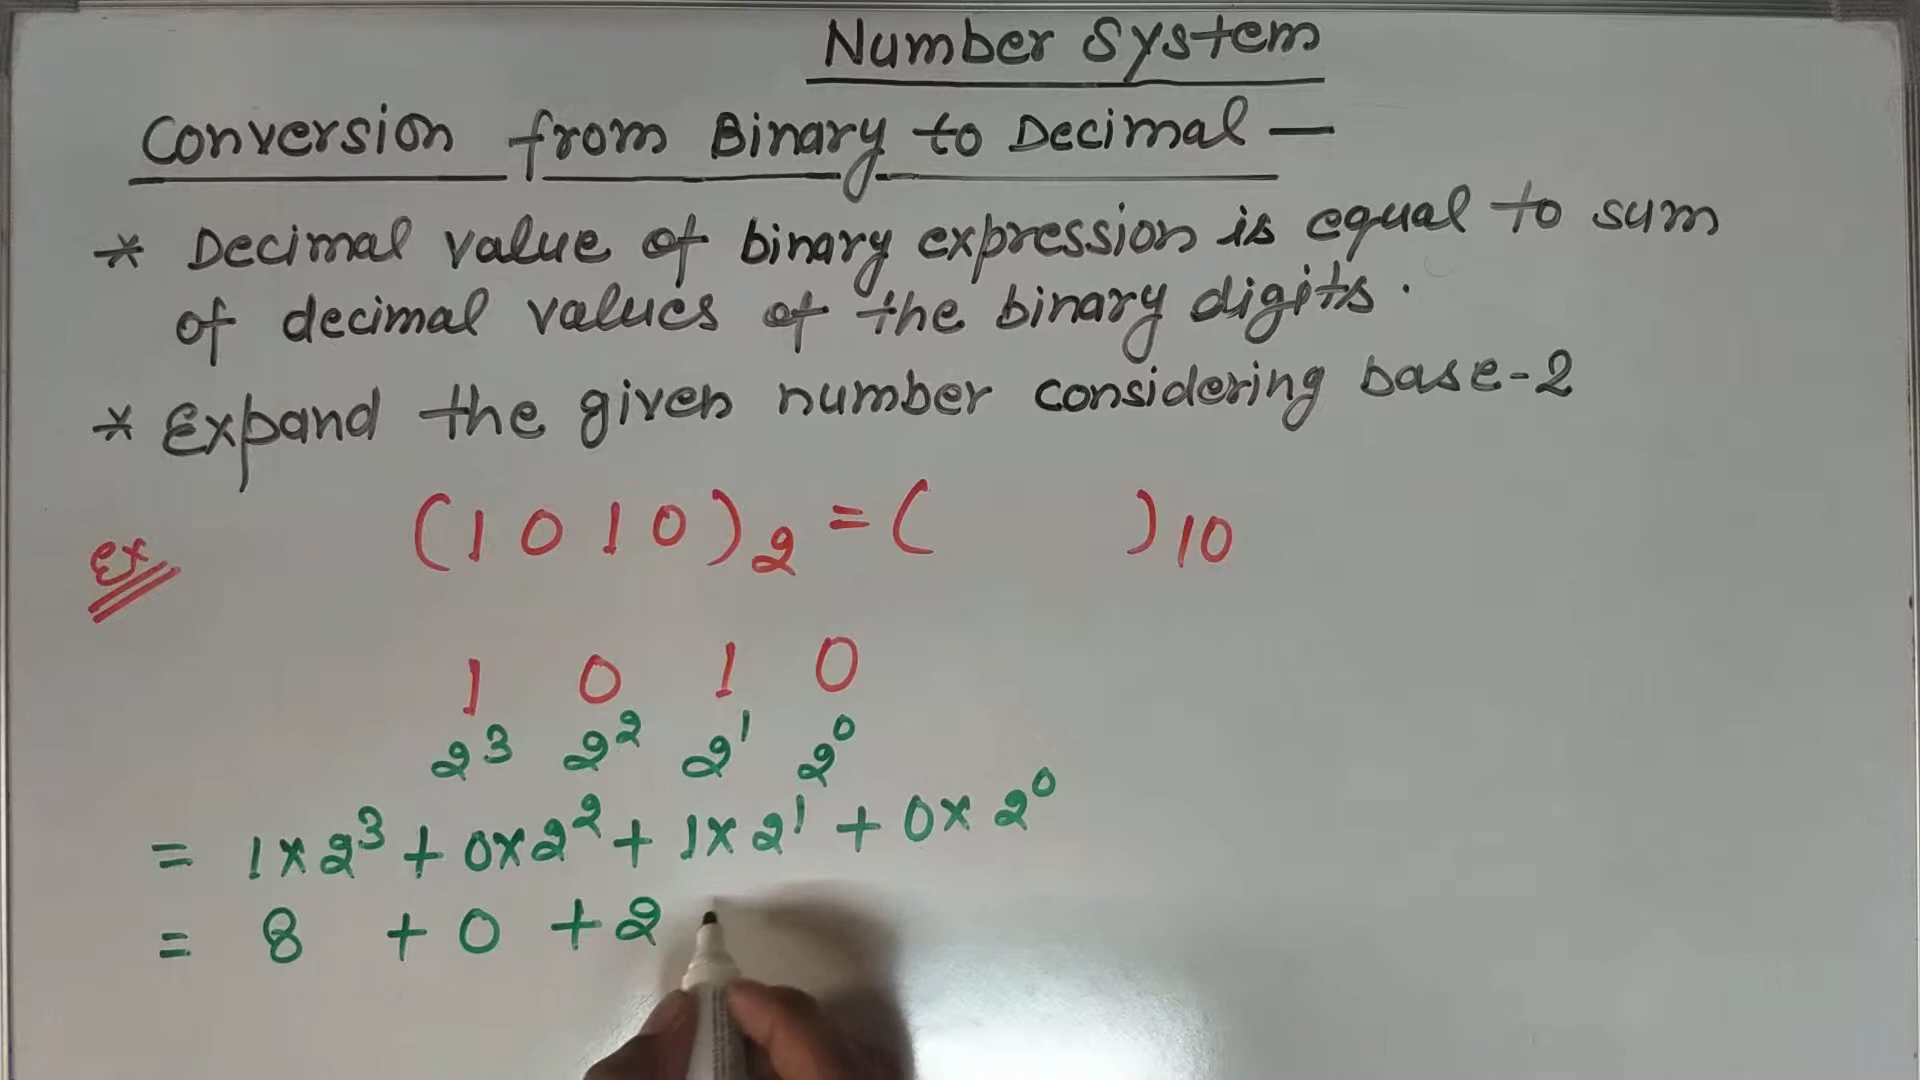 Number System
Conversion from Binary to Decimal —
* Decimal value of binary expression is equal to sum
of decimal values of the binary digits.
* Expand the given number considering base-2
Ex (1010)₂ = ( )₁₀
1 0 1 0
2³ 2² 2¹ 2⁰
= 1×2³ + 0×2² + 1×2¹ + 0×2⁰
= 8 + 0 + 2